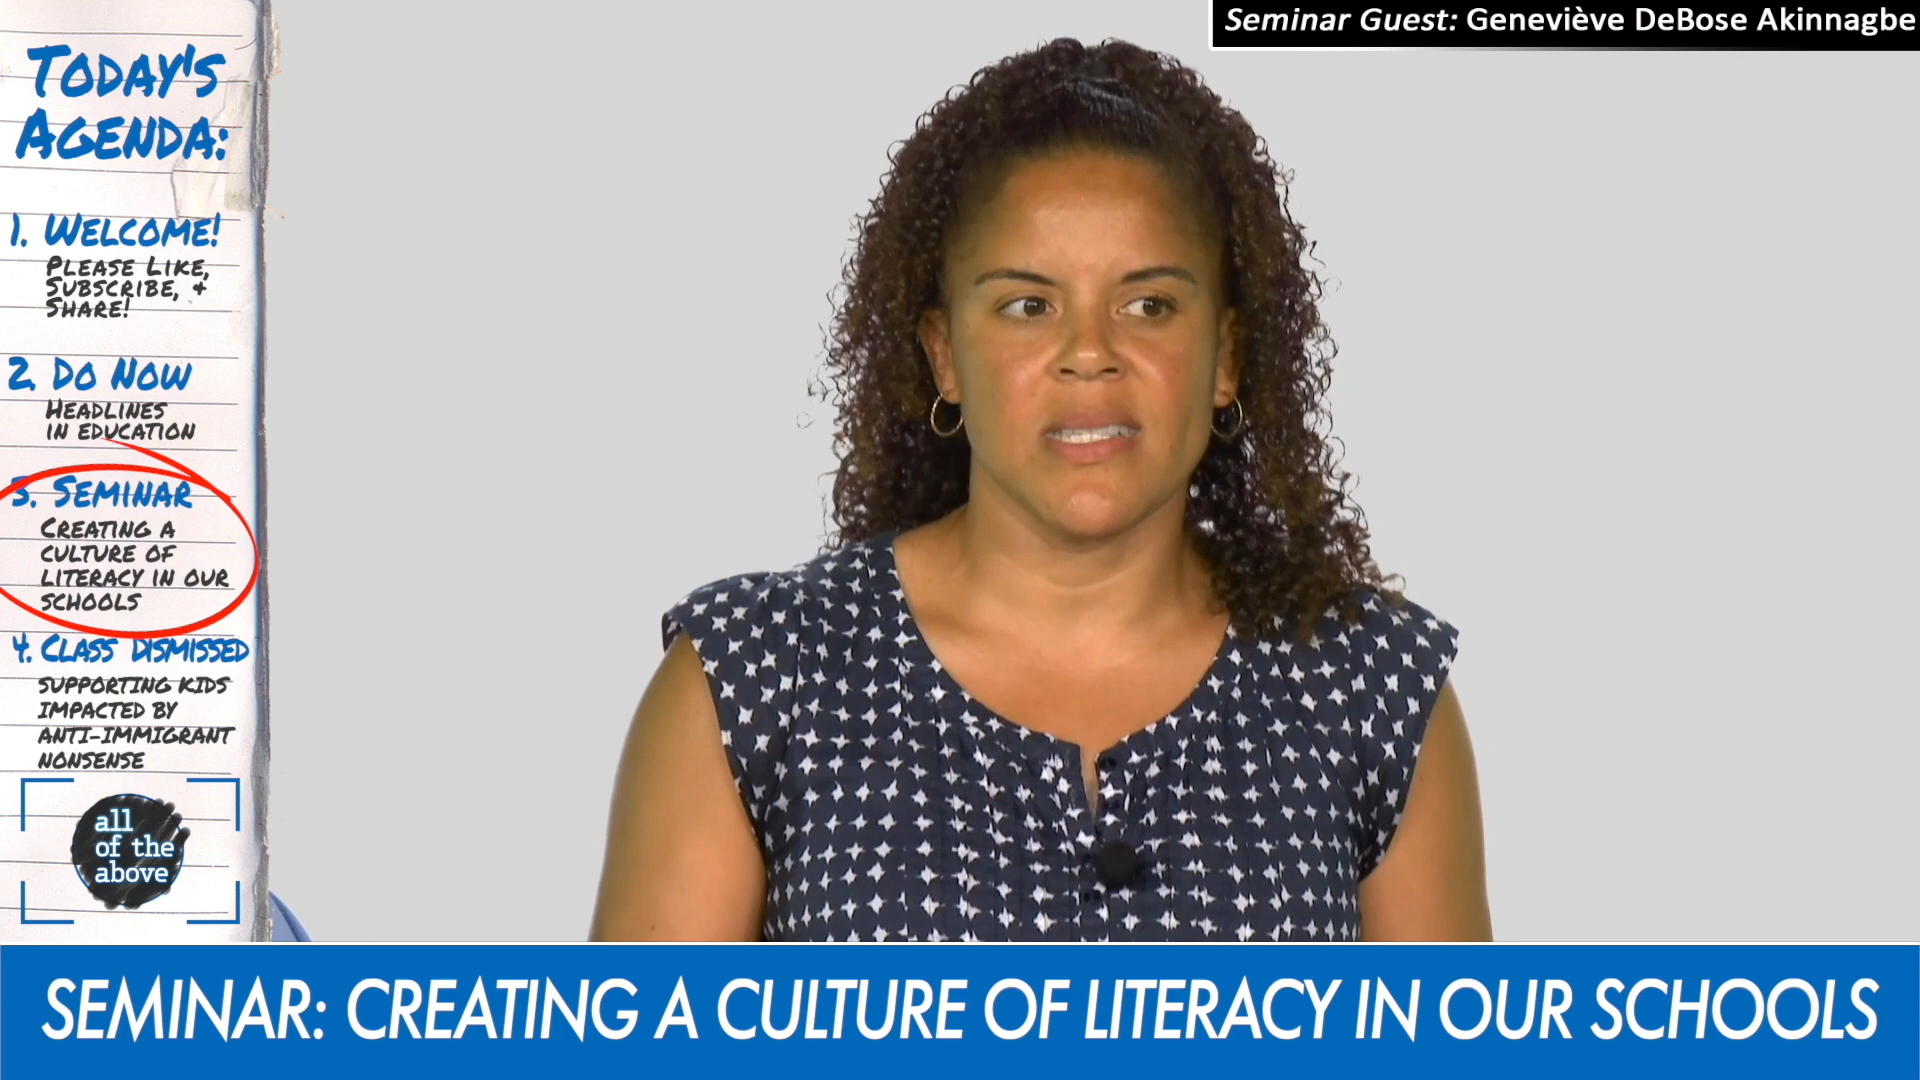 Seminar Guest: Geneviève DeBose Akinnagbe
TODAY'S
AGENDA:
1. WELCOME!
PLEASE LIKE,
SUBSCRIBE, +
SHARE!
2. DO NOW
HEADLINES
IN EDUCATION
3. SEMINAR
CREATING A
CULTURE OF
LITERACY IN OUR
SCHOOLS
4. CLASS DISMISSED
SUPPORTING KIDS
IMPACTED BY
ANTI-IMMIGRANT
NONSENSE
all
of the
above
SEMINAR: CREATING A CULTURE OF LITERACY IN OUR SCHOOLS